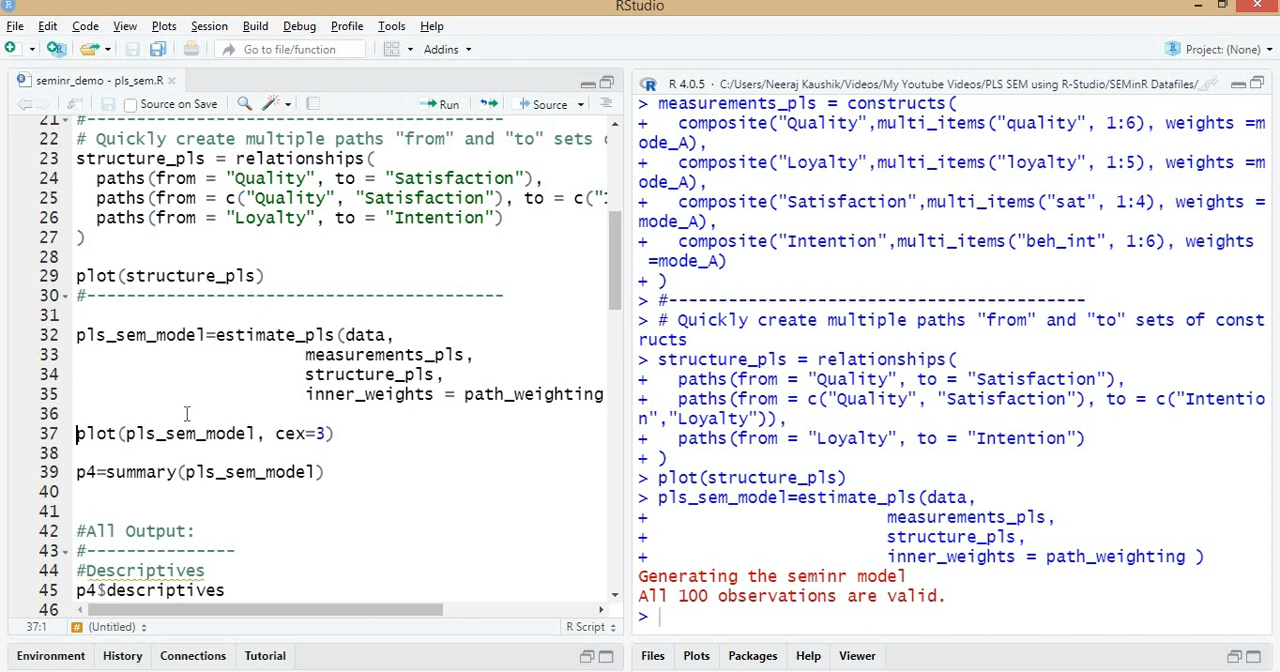 RStudio
File Edit Code View Plots Session Build Debug Profile Tools Help
Go to file/function
Addins
Project: (None)
seminr_demo - pls_sem.R
Source on Save
Run
Source
21 #------------------------------------------
22 # Quickly create multiple paths "from" and "to" sets o
23 structure_pls = relationships(
24 paths(from = "Quality", to = "Satisfaction"),
25 paths(from = c("Quality", "Satisfaction"), to = c("
26 paths(from = "Loyalty", to = "Intention")
27 )
28
29 plot(structure_pls)
30 #------------------------------------------
31
32 pls_sem_model=estimate_pls(data,
33 measurements_pls,
34 structure_pls,
35 inner_weights = path_weighting
36
37 plot(pls_sem_model, cex=3)
38
39 p4=summary(pls_sem_model)
40
41
42 #All Output:
43 #---------------
44 #Descriptives
45 p4$descriptives
46
37:1 (Untitled) R Script
Environment History Connections Tutorial
R 4.0.5 · C:/Users/Neeraj Kaushik/Videos/My Youtube Videos/PLS SEM using R-Studio/SEMinR Datafiles/
> measurements_pls = constructs(
+ composite("Quality",multi_items("quality", 1:6), weights =m
ode_A),
+ composite("Loyalty",multi_items("loyalty", 1:5), weights =m
ode_A),
+ composite("Satisfaction",multi_items("sat", 1:4), weights =
mode_A),
+ composite("Intention",multi_items("beh_int", 1:6), weights
=mode_A)
+ )
> #------------------------------------------
> # Quickly create multiple paths "from" and "to" sets of const
ructs
> structure_pls = relationships(
+ paths(from = "Quality", to = "Satisfaction"),
+ paths(from = c("Quality", "Satisfaction"), to = c("Intentio
n","Loyalty")),
+ paths(from = "Loyalty", to = "Intention")
+ )
> plot(structure_pls)
> pls_sem_model=estimate_pls(data,
+ measurements_pls,
+ structure_pls,
+ inner_weights = path_weighting )
Generating the seminr model
All 100 observations are valid.
>
Files Plots Packages Help Viewer